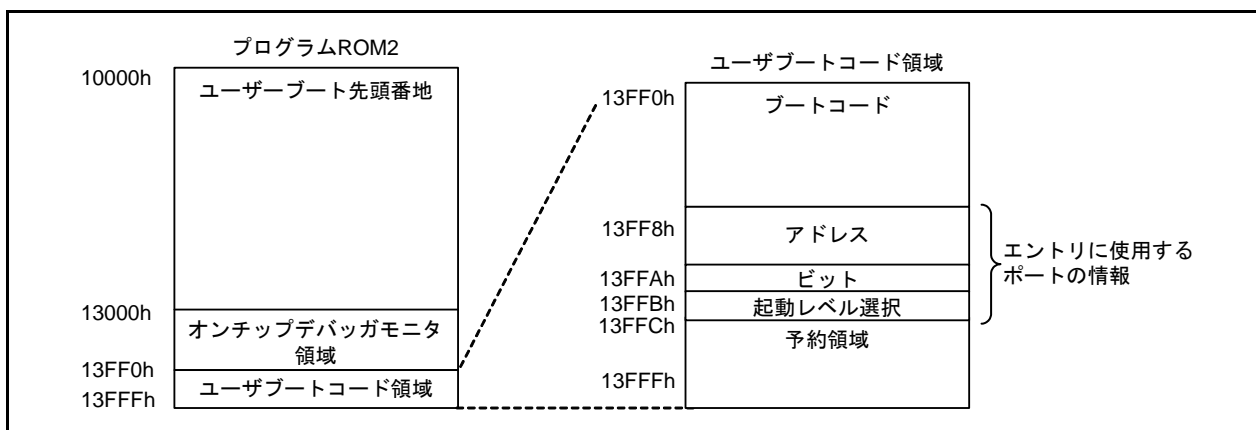 プログラムROM2
10000h
ユーザーブート先頭番地
13000h
オンチップデバッガモニタ
領域
13FF0h
ユーザブートコード領域
13FFFh
ユーザブートコード領域
13FF0h
ブートコード
13FF8h
アドレス
13FFAh
ビット
13FFBh
起動レベル選択
13FFCh
予約領域
13FFFh
エントリに使用する
ポートの情報